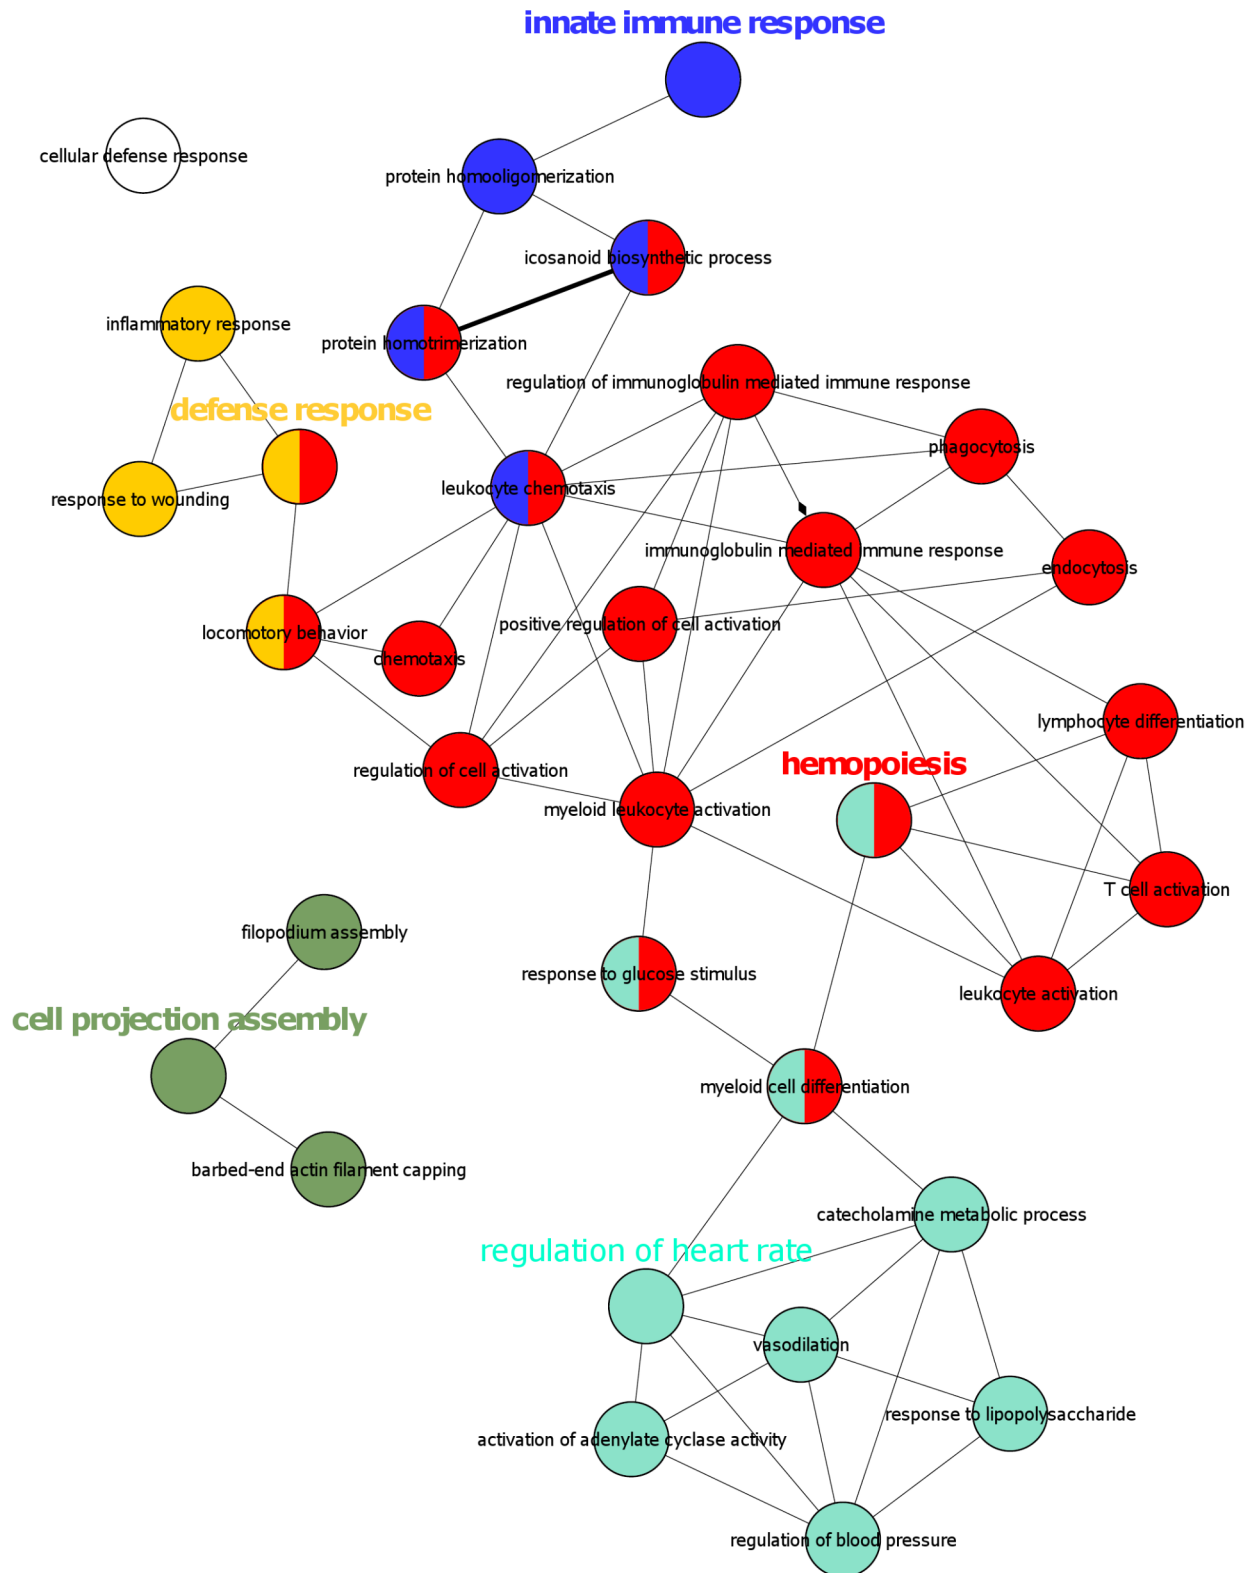 innate immune response
cellular defense response
protein homooligomerization
icosanoid biosynthetic process
inflammatory response
protein homotrimerization
regulation of immunoglobulin mediated immune response
defense response
phagocytosis
leukocyte chemotaxis
response to wounding
immunoglobulin mediated immune response
endocytosis
positive regulation of cell activation
locomotory behavior
chemotaxis
lymphocyte differentiation
hemopoiesis
regulation of cell activation
myeloid leukocyte activation
T cell activation
filopodium assembly
response to glucose stimulus
leukocyte activation
cell projection assembly
myeloid cell differentiation
barbed-end actin filament capping
catecholamine metabolic process
regulation of heart rate
vasodilation
response to lipopolysaccharide
activation of adenylate cyclase activity
regulation of blood pressure